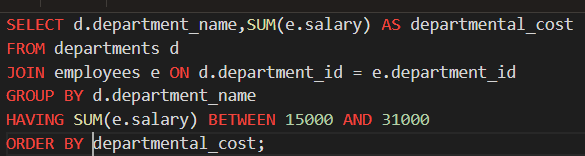 SELECT d.department_name,SUM(e.salary) AS departmental_cost
FROM departments d
JOIN employees e ON d.department_id = e.department_id
GROUP BY d.department_name
HAVING SUM(e.salary) BETWEEN 15000 AND 31000
ORDER BY departmental_cost;